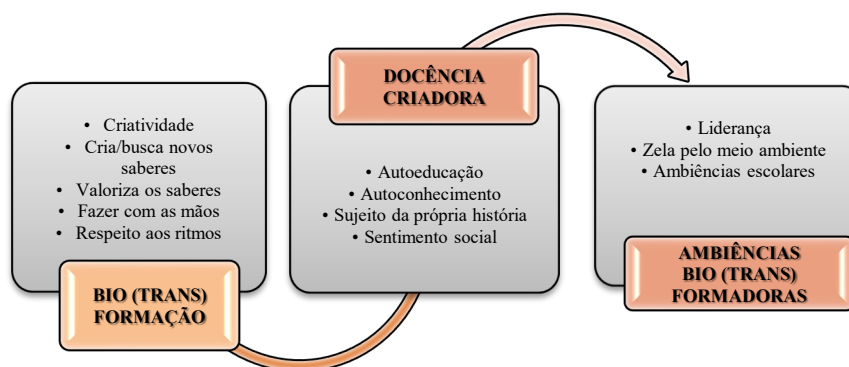 • Criatividade
• Cria/busca novos
saberes
• Valoriza os saberes
• Fazer com as mãos
• Respeito aos ritmos
BIO (TRANS)
FORMAÇÃO
DOCÊNCIA
CRIADORA
• Autoeducação
• Autoconhecimento
• Sujeito da própria história
• Sentimento social
• Liderança
• Zela pelo meio ambiente
• Ambiências escolares
AMBIÊNCIAS
BIO (TRANS)
FORMADORAS